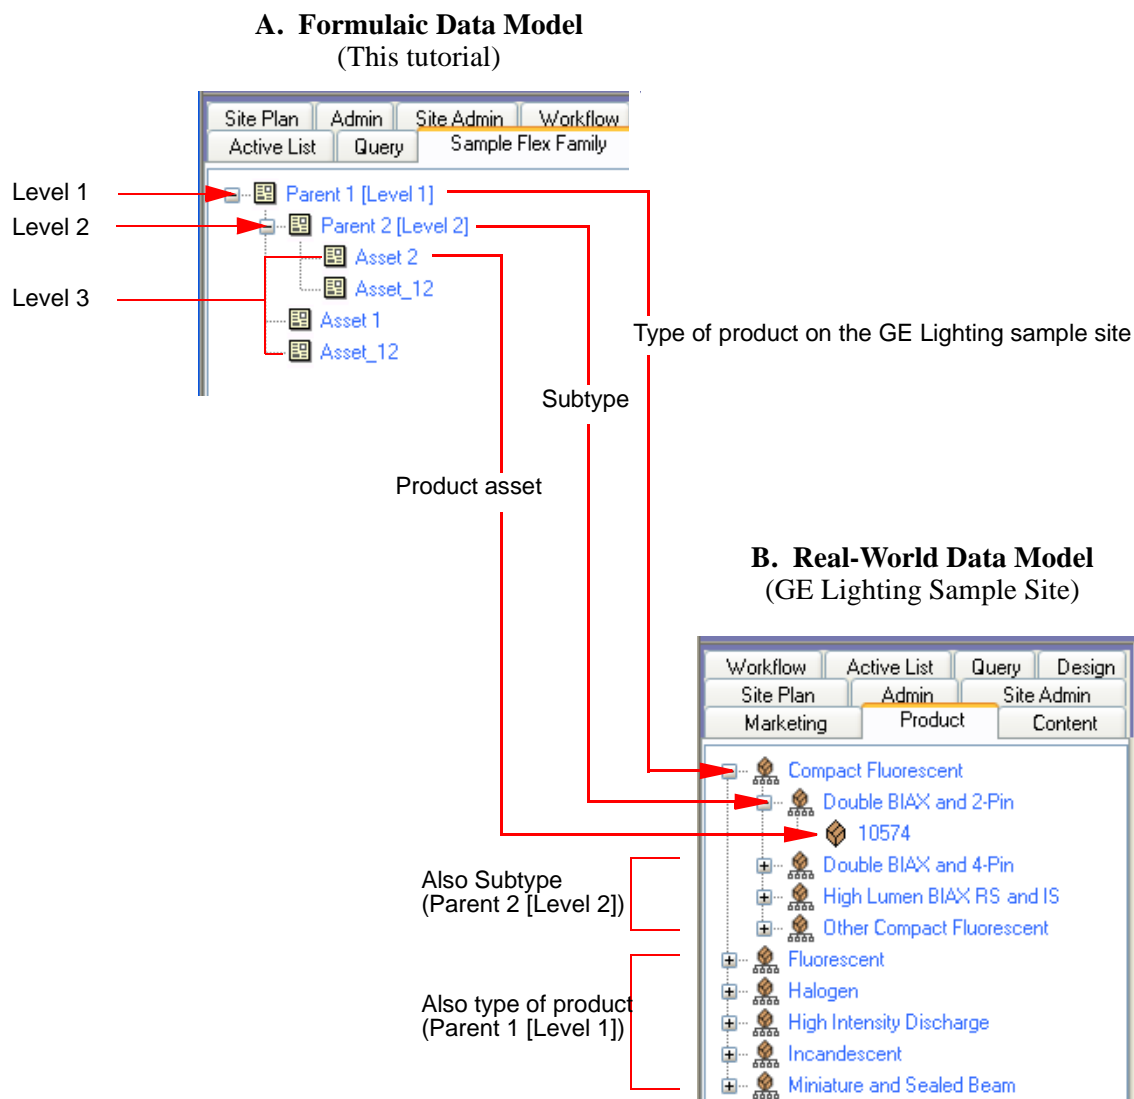 A. Formulaic Data Model
(This tutorial)
Site Plan Admin Site Admin Workflow
Active List Query Sample Flex Family
Level 1 Parent 1 [Level 1]
Level 2 Parent 2 [Level 2]
Asset 2
Level 3 Asset_12
Asset 1
Asset_12
Type of product on the GE Lighting sample site
Subtype
Product asset
B. Real-World Data Model
(GE Lighting Sample Site)
Workflow Active List Query Design
Site Plan Admin Site Admin
Marketing Product Content
Compact Fluorescent
Double BIAX and 2-Pin
10574
Double BIAX and 4-Pin
High Lumen BIAX RS and IS
Other Compact Fluorescent
Also Subtype
(Parent 2 [Level 2])
Fluorescent
Halogen
High Intensity Discharge
Incandescent
Miniature and Sealed Beam
Also type of product
(Parent 1 [Level 1])